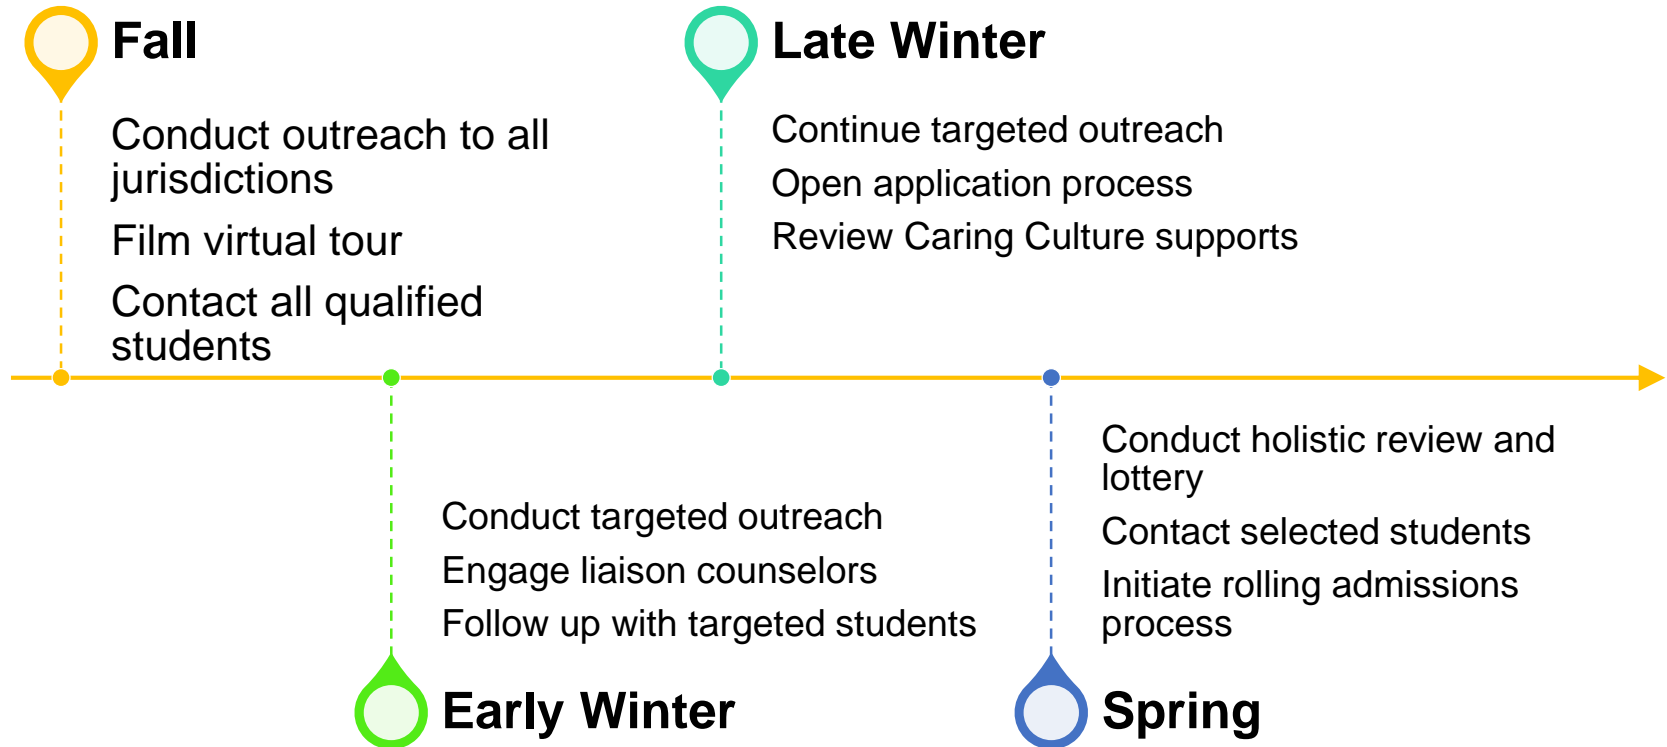 Fall
Conduct outreach to all
jurisdictions
Film virtual tour
Contact all qualified
students
Conduct targeted outreach
Engage liaison counselors
Follow up with targeted students
Early Winter
Late Winter
Continue targeted outreach
Open application process
Review Caring Culture supports
Conduct holistic review and
lottery
Contact selected students
Initiate rolling admissions
process
Spring